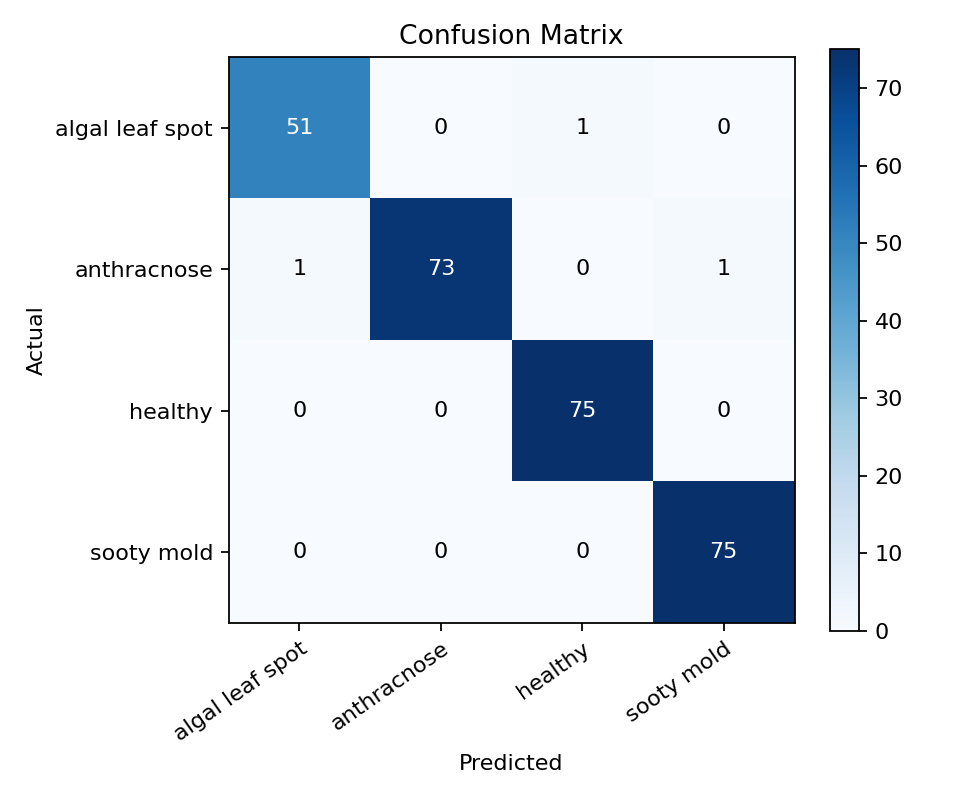 Confusion Matrix
algal leaf spot 51 0 1 0
anthracnose 1 73 0 1
healthy 0 0 75 0
sooty mold 0 0 0 75
algal leaf spot anthracnose healthy sooty mold
Predicted
Actual
70
60
50
40
30
20
10
0